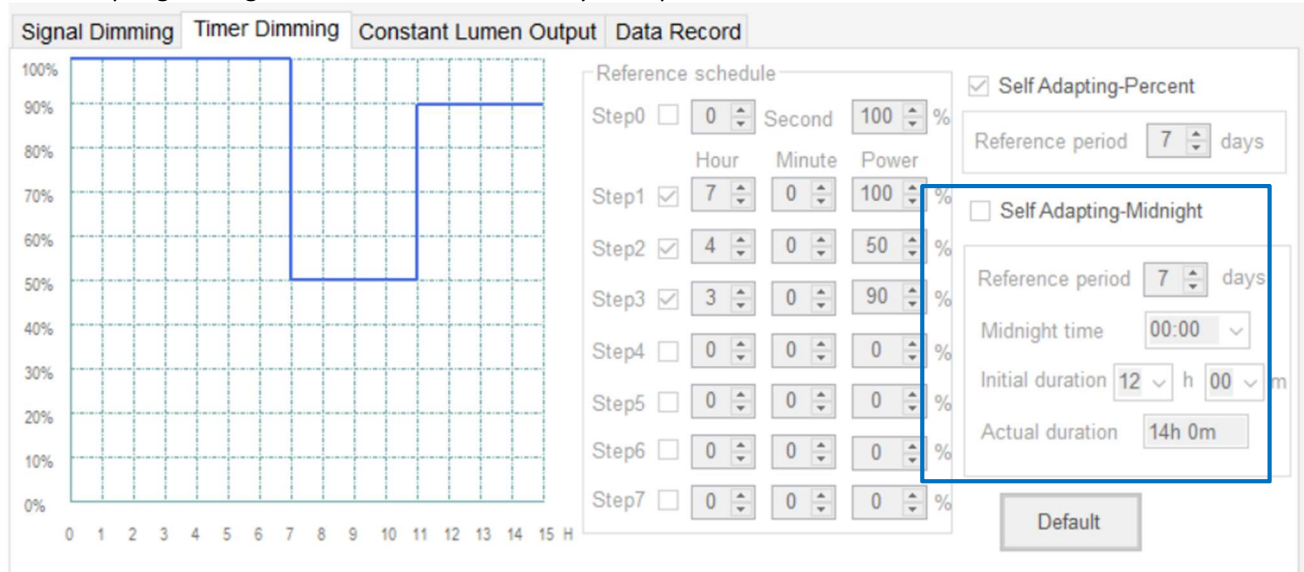 Signal Dimming Timer Dimming Constant Lumen Output Data Record
100%
90%
80%
70%
60%
50%
40%
30%
20%
10%
0%
0 1 2 3 4 5 6 7 8 9 10 11 12 13 14 15 H
Reference schedule
Step0 0 Second 100 %
Hour Minute Power
Step1 7 0 100 %
Step2 4 0 50 %
Step3 3 0 90 %
Step4 0 0 0 %
Step5 0 0 0 %
Step6 0 0 0 %
Step7 0 0 0 %
Self Adapting-Percent
Reference period 7 days
Self Adapting-Midnight
Reference period 7 days
Midnight time 00:00
Initial duration 12 h 00 m
Actual duration 14h 0m
Default